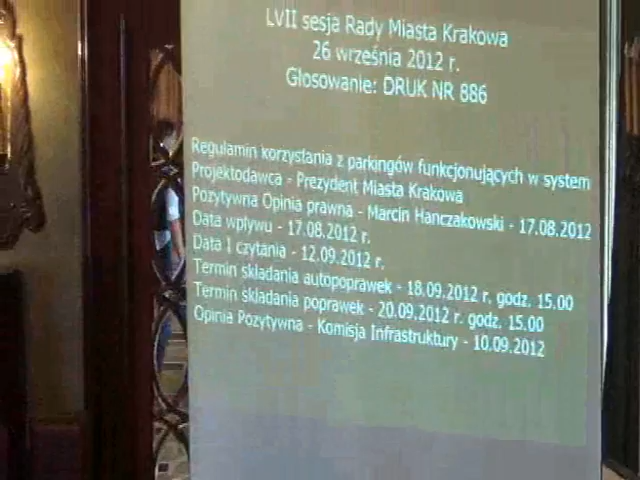 LVII sesja Rady Miasta Krakowa
26 września 2012 r.
Głosowanie: DRUK NR 886
Regulamin korzystania z parkingów funkcjonujących w system
Projektodawca - Prezydent Miasta Krakowa
Pozytywna Opinia prawna - Marcin Hanczakowski - 17.08.2012
Data wpływu - 17.08.2012 r.
Data I czytania - 12.09.2012 r.
Termin składania autopoprawek - 18.09.2012 r. godz. 15.00
Termin składania poprawek - 20.09.2012 r. godz. 15.00
Opinia Pozytywna - Komisja Infrastruktury - 10.09.2012